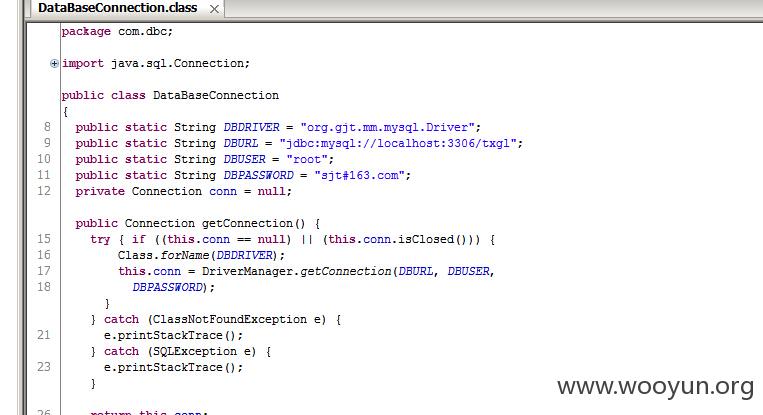 DataBaseConnection.class
package com.dbc;
import java.sql.Connection;
public class DataBaseConnection
{
8 public static String DBDRIVER = "org.gjt.mm.mysql.Driver";
9 public static String DBURL = "jdbc:mysql://localhost:3306/txgl";
10 public static String DBUSER = "root";
11 public static String DBPASSWORD = "sjt#163.com";
12 private Connection conn = null;
public Connection getConnection() {
15 try { if ((this.conn == null) || (this.conn.isClosed())) {
16 Class.forName(DBDRIVER);
17 this.conn = DriverManager.getConnection(DBURL, DBUSER,
18 DBPASSWORD);
}
} catch (ClassNotFoundException e) {
21 e.printStackTrace();
} catch (SQLException e) {
23 e.printStackTrace();
}
26 return this.conn;
www.wooyun.org